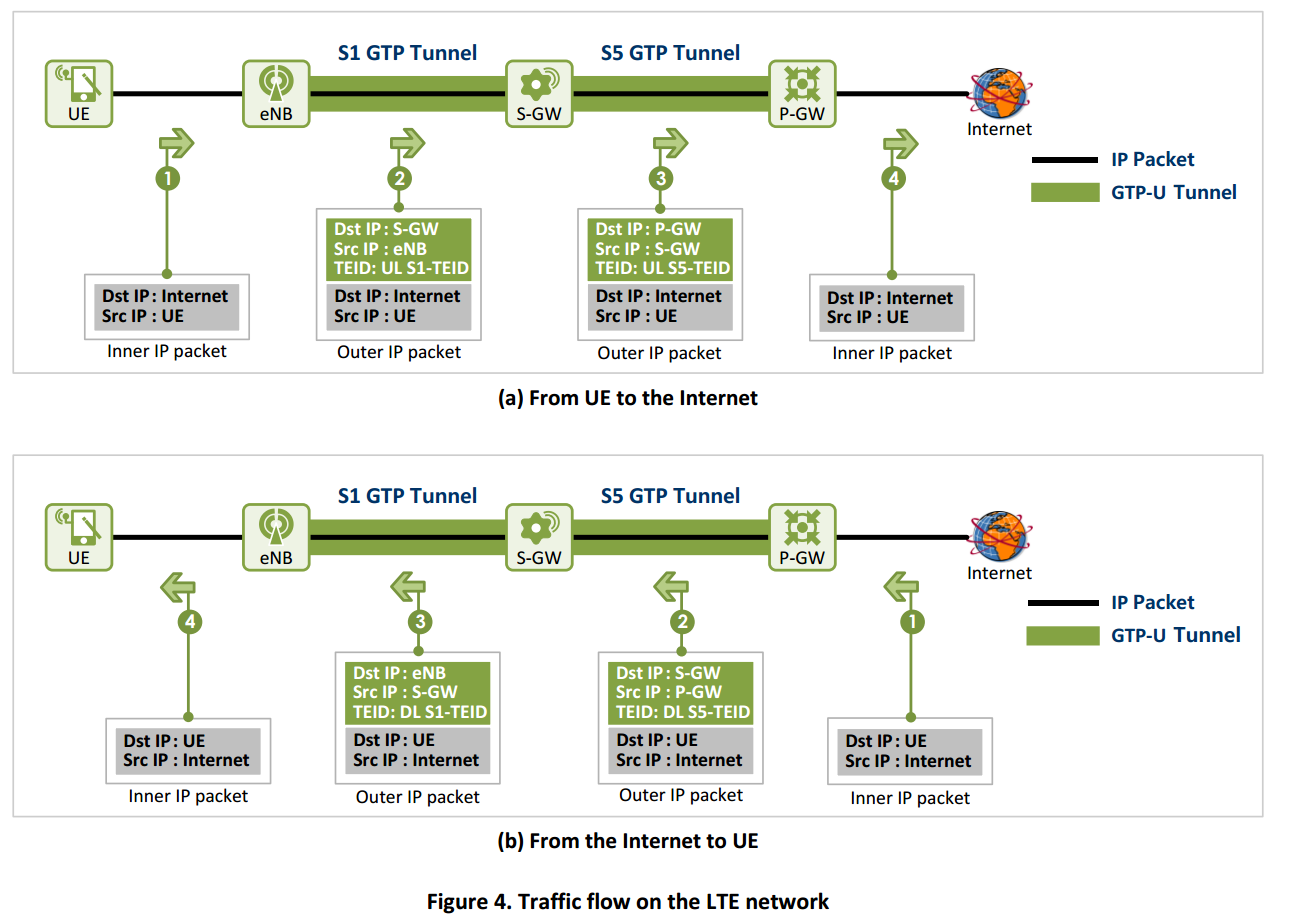 S1 GTP Tunnel
S5 GTP Tunnel
UE
eNB
S-GW
P-GW
Internet
1
2
3
4
IP Packet
GTP-U Tunnel
Dst IP : Internet
Src IP : UE
Inner IP packet
Dst IP : S-GW
Src IP : eNB
TEID: UL S1-TEID
Dst IP : Internet
Src IP : UE
Outer IP packet
Dst IP : P-GW
Src IP : S-GW
TEID: UL S5-TEID
Dst IP : Internet
Src IP : UE
Outer IP packet
Dst IP : Internet
Src IP : UE
Inner IP packet
(a) From UE to the Internet
S1 GTP Tunnel
S5 GTP Tunnel
UE
eNB
S-GW
P-GW
Internet
4
3
2
1
IP Packet
GTP-U Tunnel
Dst IP : UE
Src IP : Internet
Inner IP packet
Dst IP : eNB
Src IP : S-GW
TEID: DL S1-TEID
Dst IP : UE
Src IP : Internet
Outer IP packet
Dst IP : S-GW
Src IP : P-GW
TEID: DL S5-TEID
Dst IP : UE
Src IP : Internet
Outer IP packet
Dst IP : UE
Src IP : Internet
Inner IP packet
(b) From the Internet to UE
Figure 4. Traffic flow on the LTE network